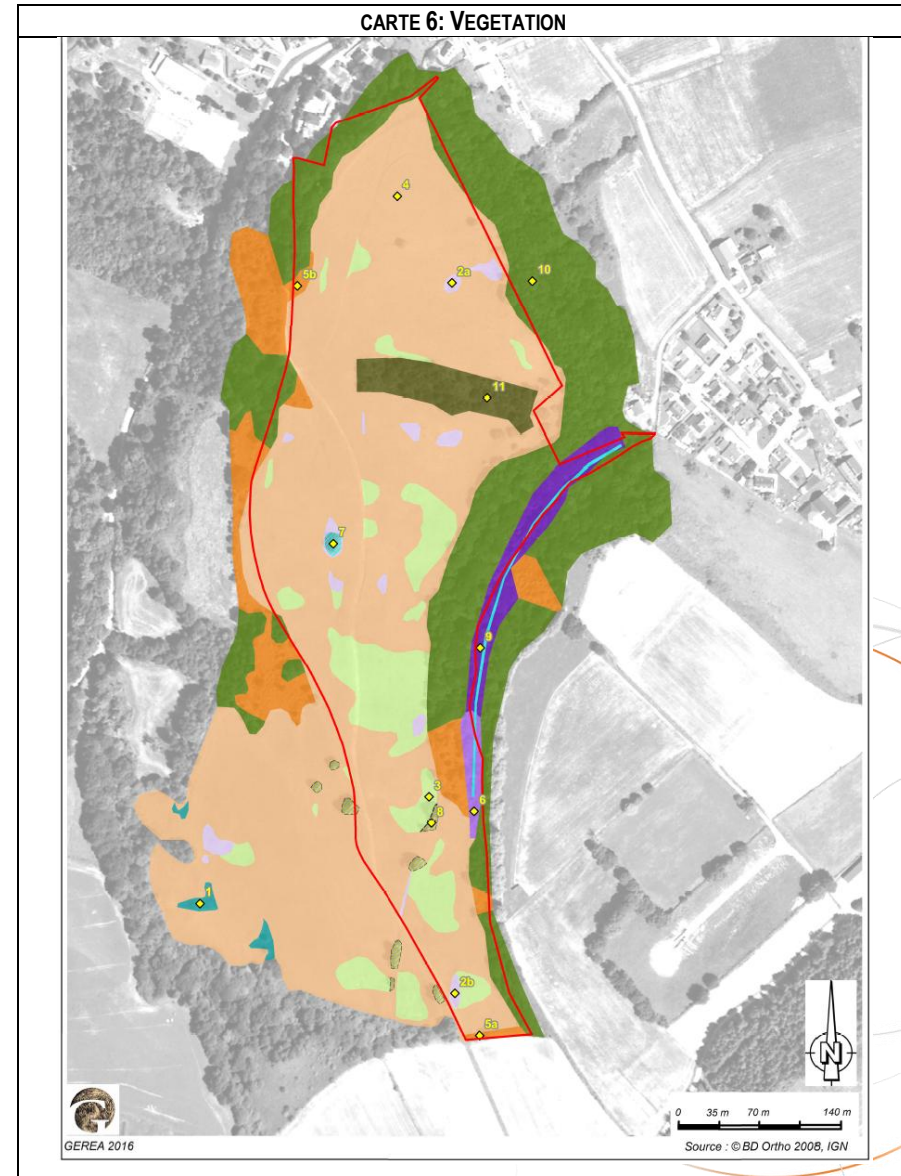 CARTE 6: VEGETATION
4
5b
2a
10
11
7
9
3
6
8
1
2b
5a
N
0 35 m 70 m 140 m
GEREA 2016
Source : © BD Ortho 2008, IGN